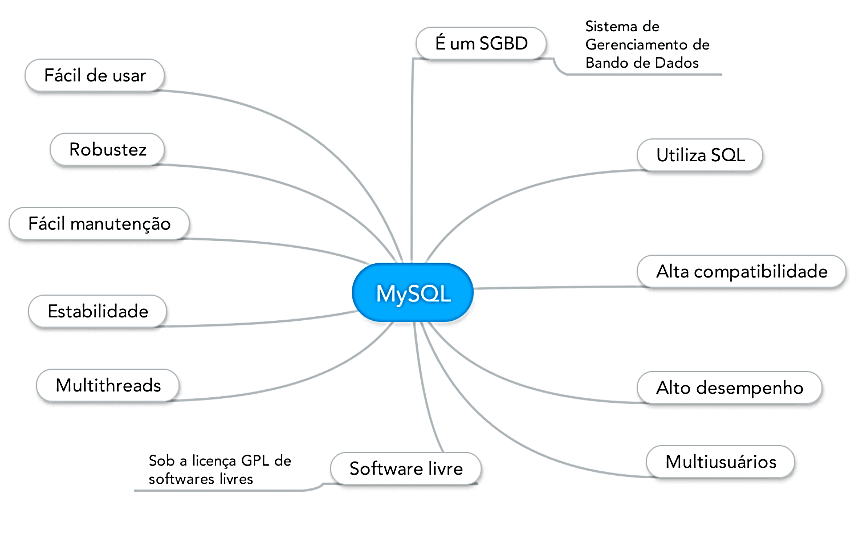 É um SGBD
Sistema de
Gerenciamento de
Bando de Dados
Fácil de usar
Robustez
Utiliza SQL
Fácil manutenção
Alta compatibilidade
MySQL
Estabilidade
Multithreads
Alto desempenho
Sob a licença GPL de
softwares livres
Software livre
Multiusuários